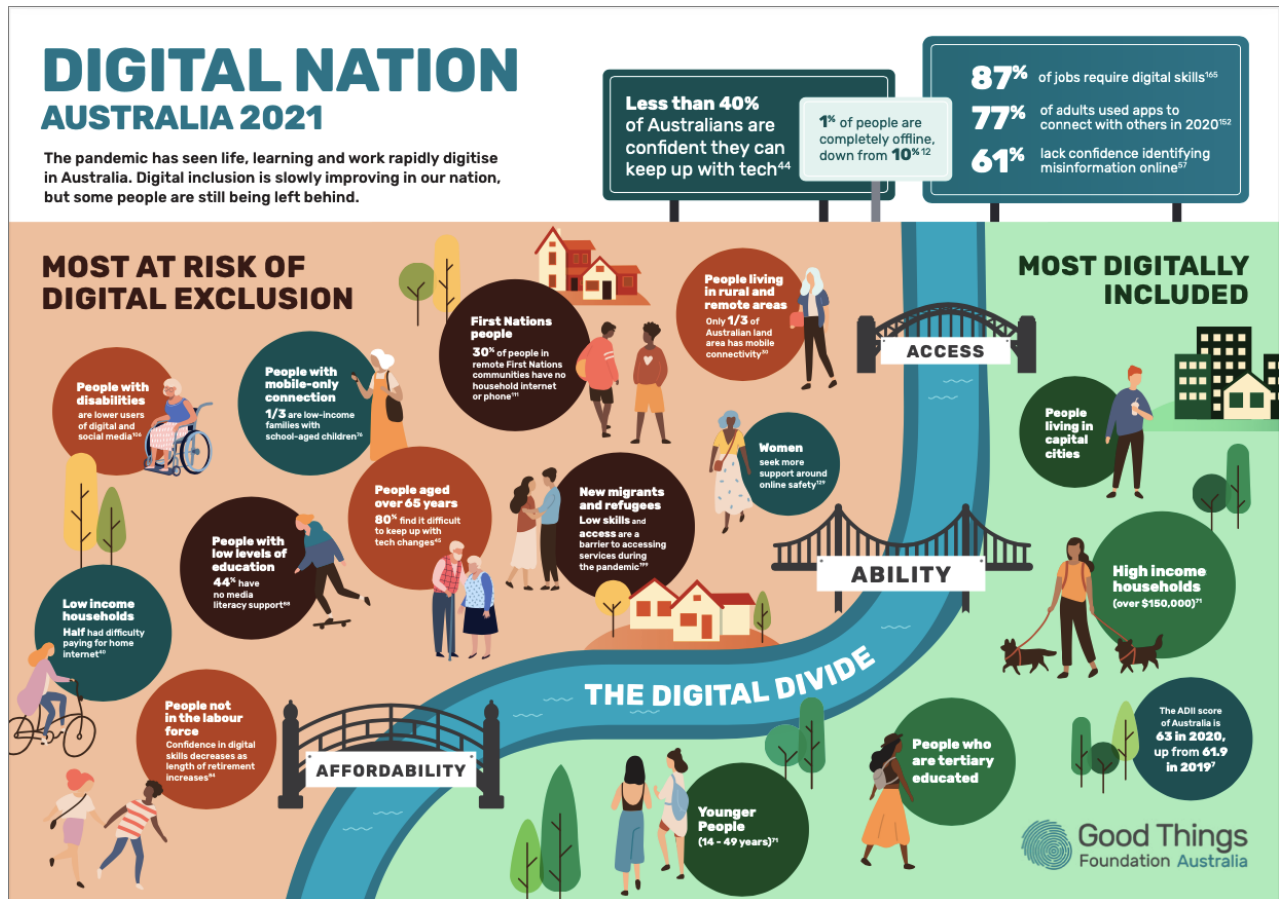 DIGITAL NATION
AUSTRALIA 2021
The pandemic has seen life, learning and work rapidly digitise
in Australia. Digital inclusion is slowly improving in our nation,
but some people are still being left behind.
Less than 40%
of Australians are
confident they can
keep up with tech44
1% of people are
completely offline,
down from 10% 12
87% of jobs require digital skills165
77% of adults used apps to
connect with others in 2020152
61% lack confidence identifying
misinformation online57
MOST AT RISK OF
DIGITAL EXCLUSION
People with
disabilities
are lower users
of digital and
social media106
People with
mobile-only
connection
1/3 are low-income
families with
school-aged children76
First Nations
people
30% of people in
remote First Nations
communities have no
household internet
or phone111
People living
in rural and
remote areas
Only 1/3 of
Australian land
area has mobile
connectivity30
Women
seek more
support around
online safety129
People aged
over 65 years
80% find it difficult
to keep up with
tech changes45
New migrants
and refugees
Low skills and
access are a
barrier to accessing
services during
the pandemic199
People with
low levels of
education
44% have
no media
literacy support68
Low income
households
Half had difficulty
paying for home
internet60
People not
in the labour
force
Confidence in digital
skills decreases as
length of retirement
increases84
THE DIGITAL DIVIDE
ACCESS
ABILITY
AFFORDABILITY
MOST DIGITALLY
INCLUDED
People
living in
capital
cities
High income
households
(over $150,000)71
People who
are tertiary
educated
Younger
People
(14 - 49 years)71
The ADII score
of Australia is
63 in 2020,
up from 61.9
in 20197
Good Things
Foundation Australia